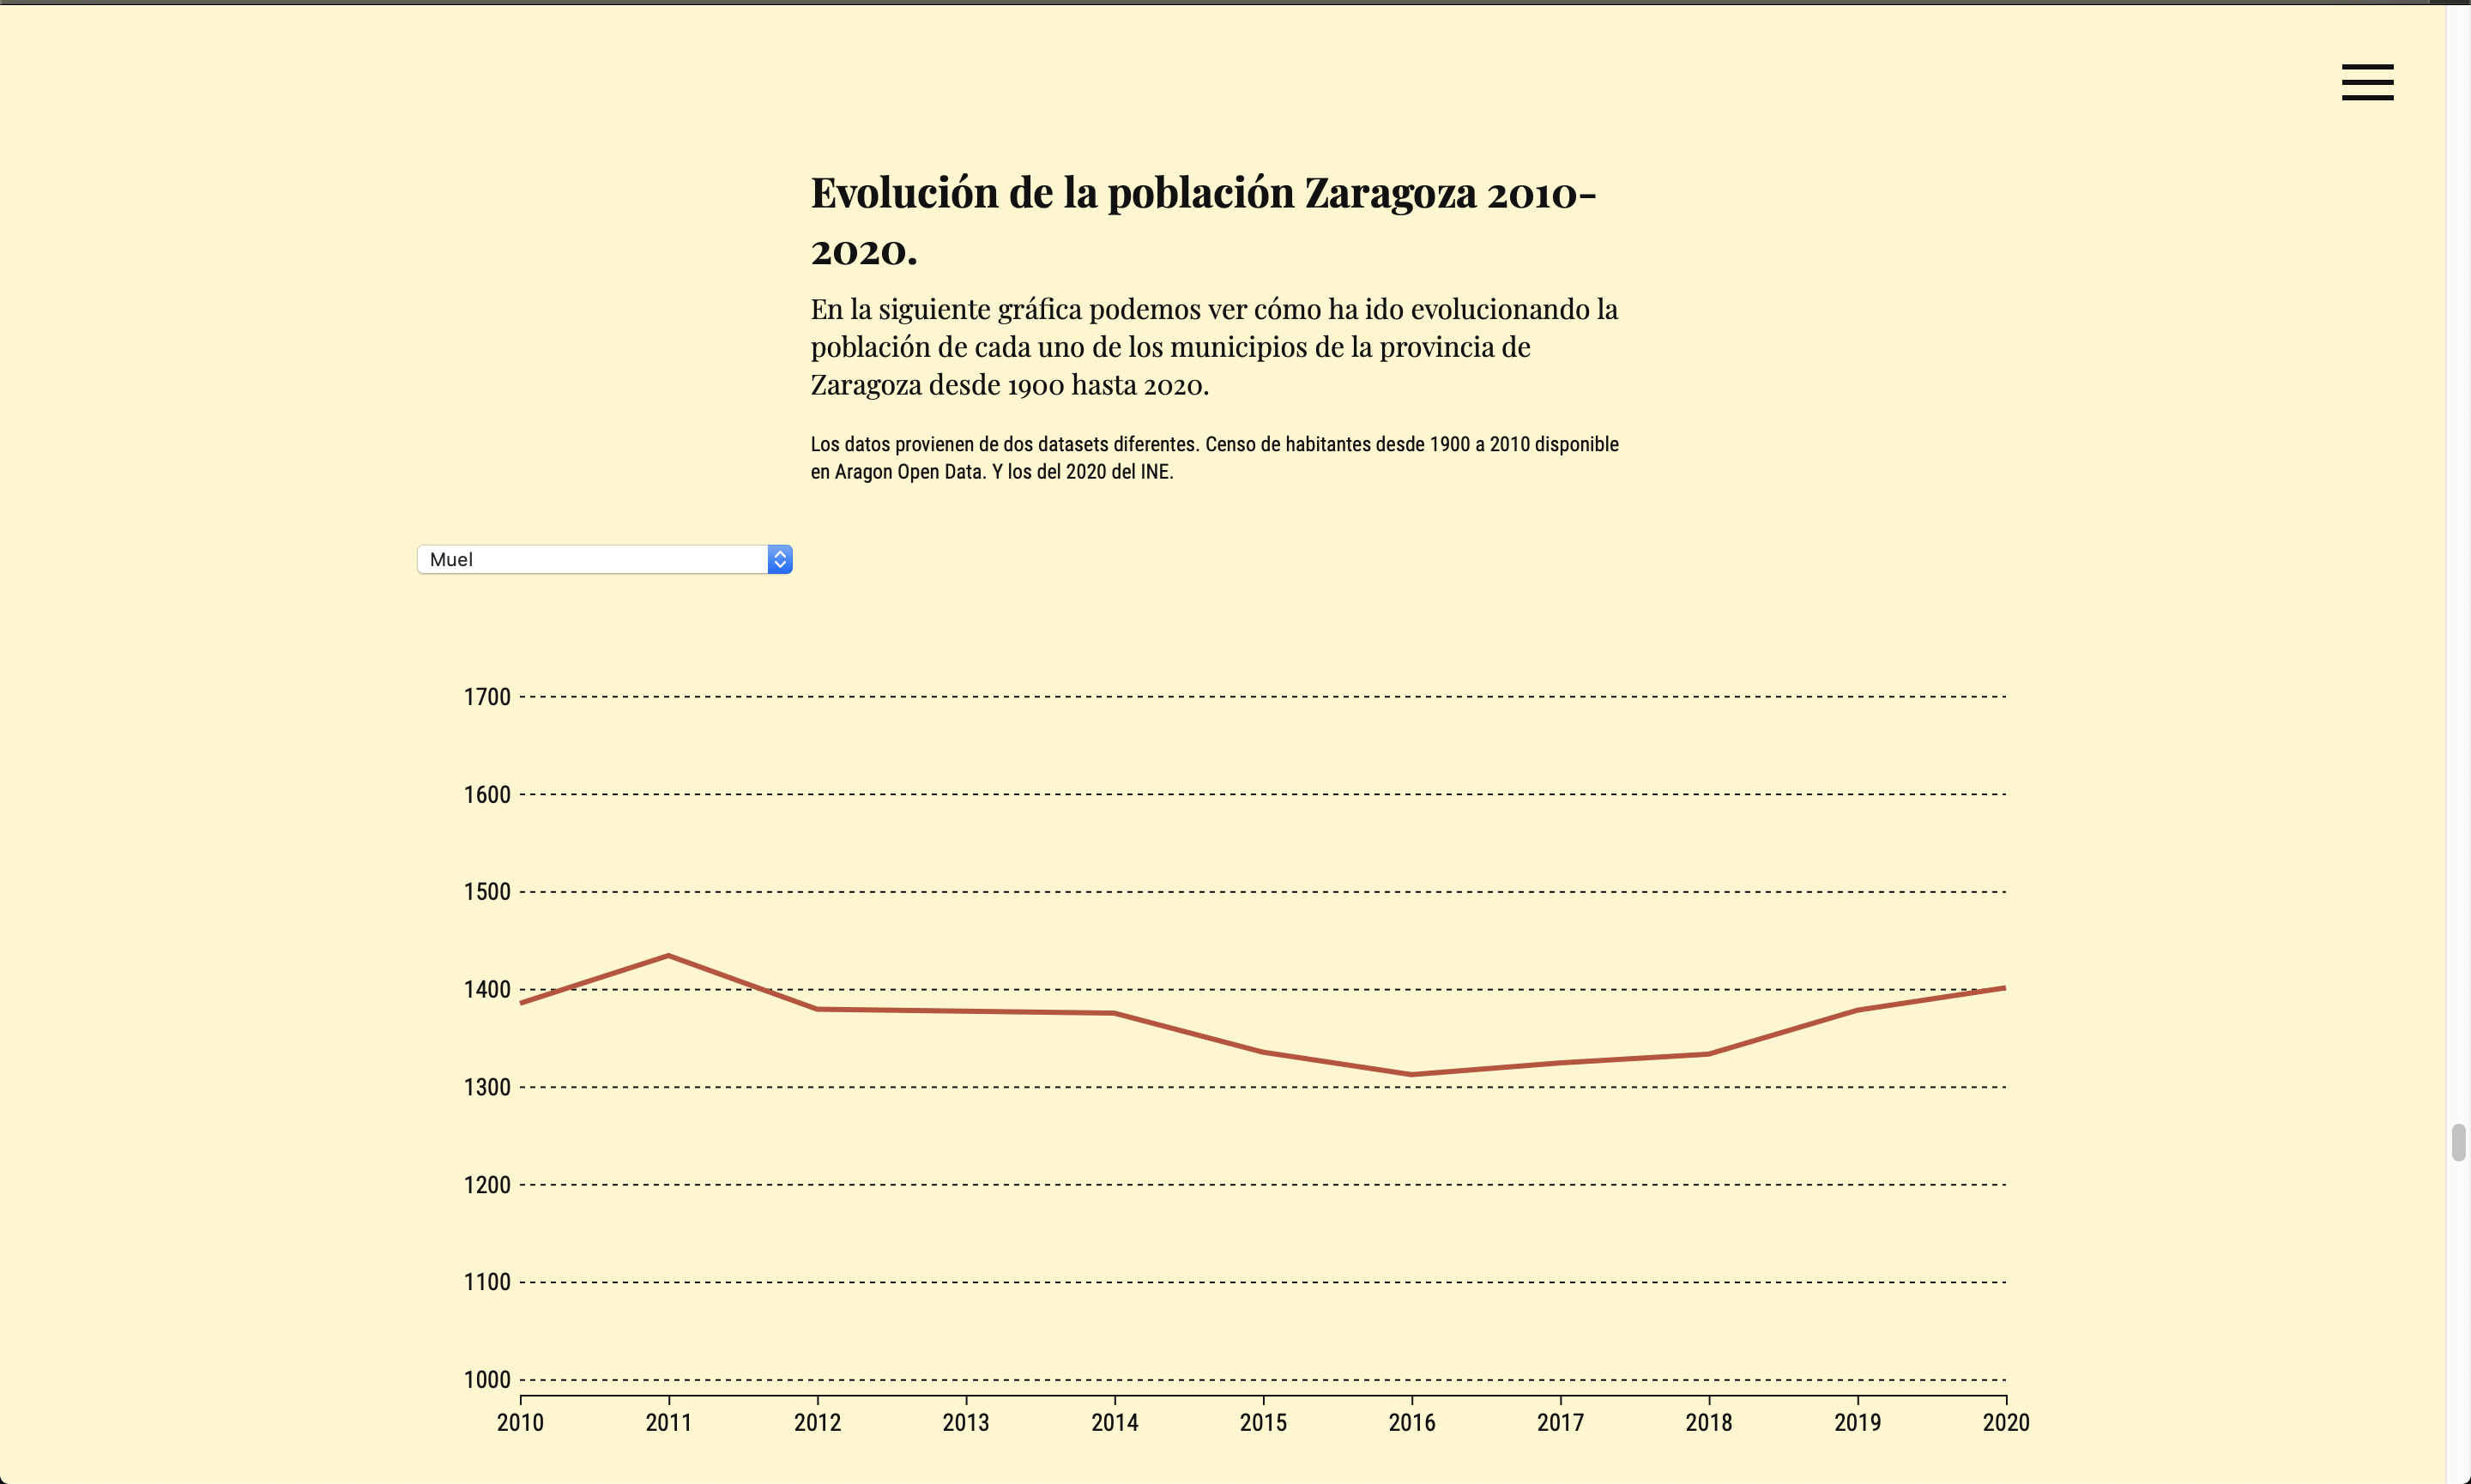 Evolución de la población Zaragoza 2010-
2020.
En la siguiente gráfica podemos ver cómo ha ido evolucionando la
población de cada uno de los municipios de la provincia de
Zaragoza desde 1900 hasta 2020.
Los datos provienen de dos datasets diferentes. Censo de habitantes desde 1900 a 2010 disponible
en Aragon Open Data. Y los del 2020 del INE.
Muel
1700
1600
1500
1400
1300
1200
1100
1000
2010 2011 2012 2013 2014 2015 2016 2017 2018 2019 2020